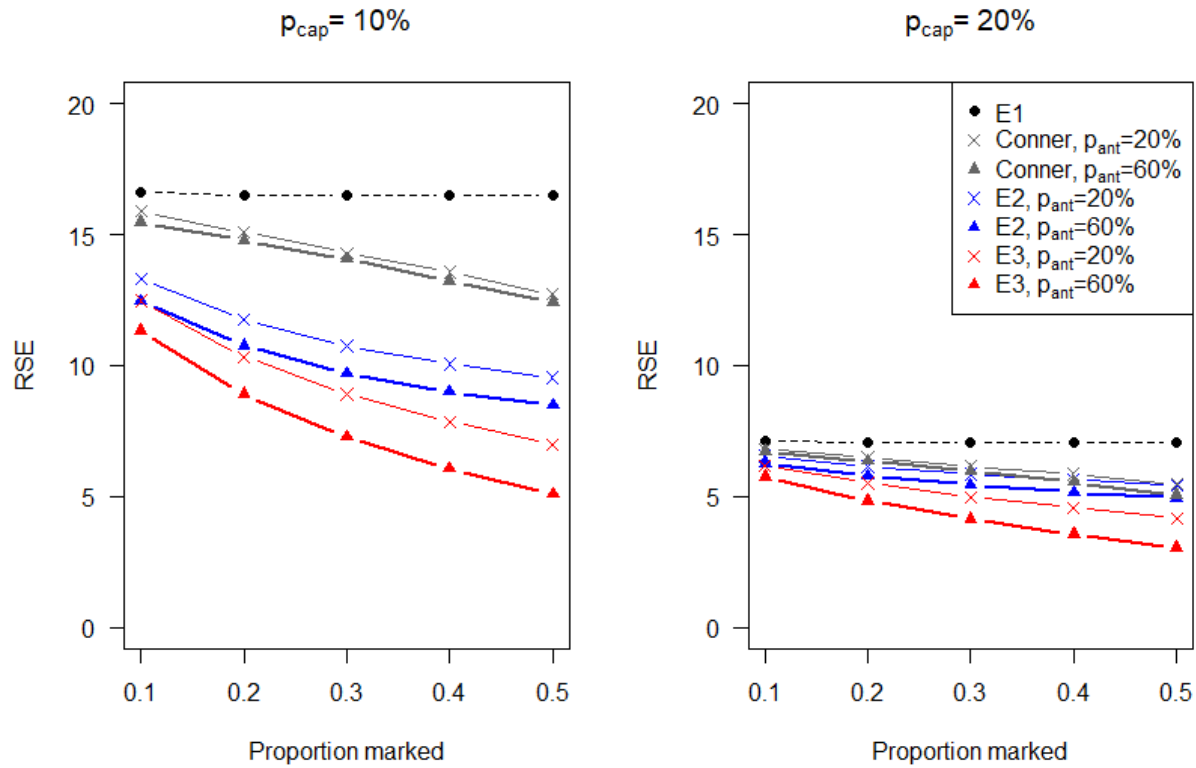 p_cap= 10%
20
15
10
5
0
RSE
0.1 0.2 0.3 0.4 0.5
Proportion marked
p_cap= 20%
20
15
10
5
0
RSE
E1
Conner, p_ant=20%
Conner, p_ant=60%
E2, p_ant=20%
E2, p_ant=60%
E3, p_ant=20%
E3, p_ant=60%
0.1 0.2 0.3 0.4 0.5
Proportion marked